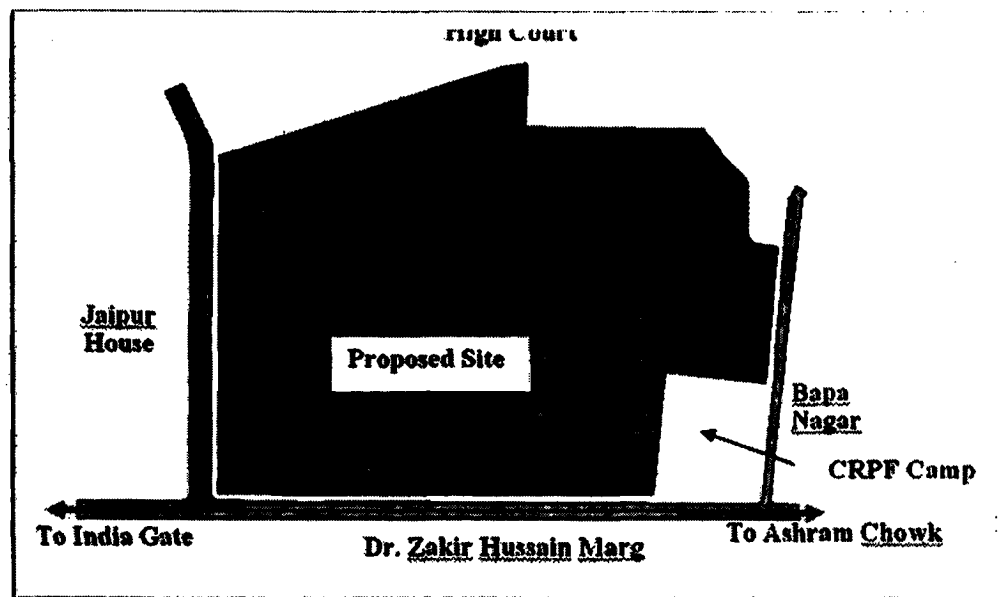 High Court
Jaipur
House
Proposed Site
Bapa
Nagar
CRPF Camp
To India Gate
Dr. Zakir Hussain Marg
To Ashram Chowk